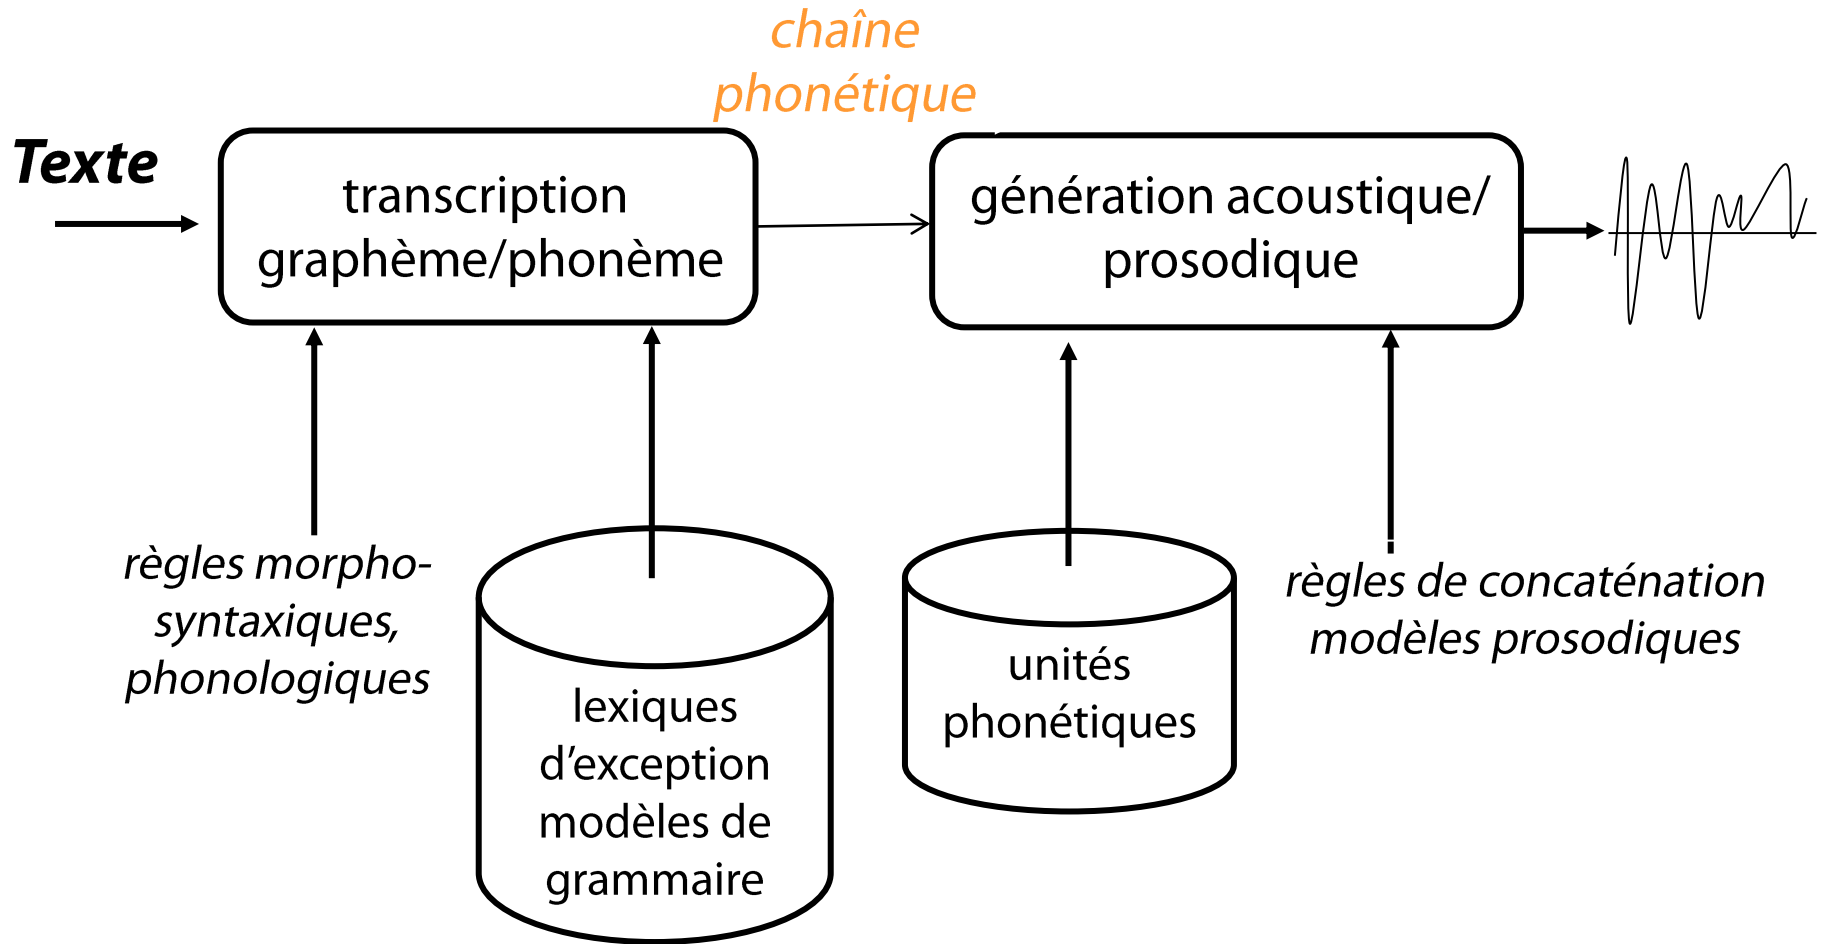 chaîne
phonétique
Texte
transcription
graphème/phonème
génération acoustique/
prosodique
règles morpho-
syntaxiques,
phonologiques
lexiques
d’exception
modèles de
grammaire
unités
phonétiques
règles de concaténation
modèles prosodiques